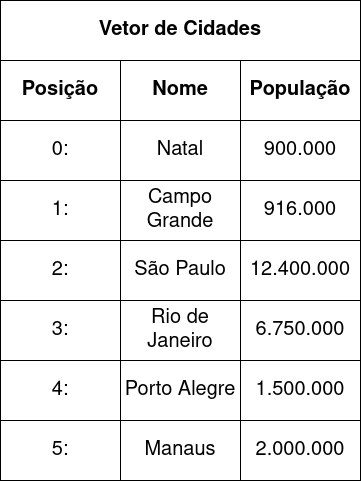 Vetor de Cidades
Posição Nome População
0: Natal 900.000
1: Campo Grande 916.000
2: São Paulo 12.400.000
3: Rio de Janeiro 6.750.000
4: Porto Alegre 1.500.000
5: Manaus 2.000.000